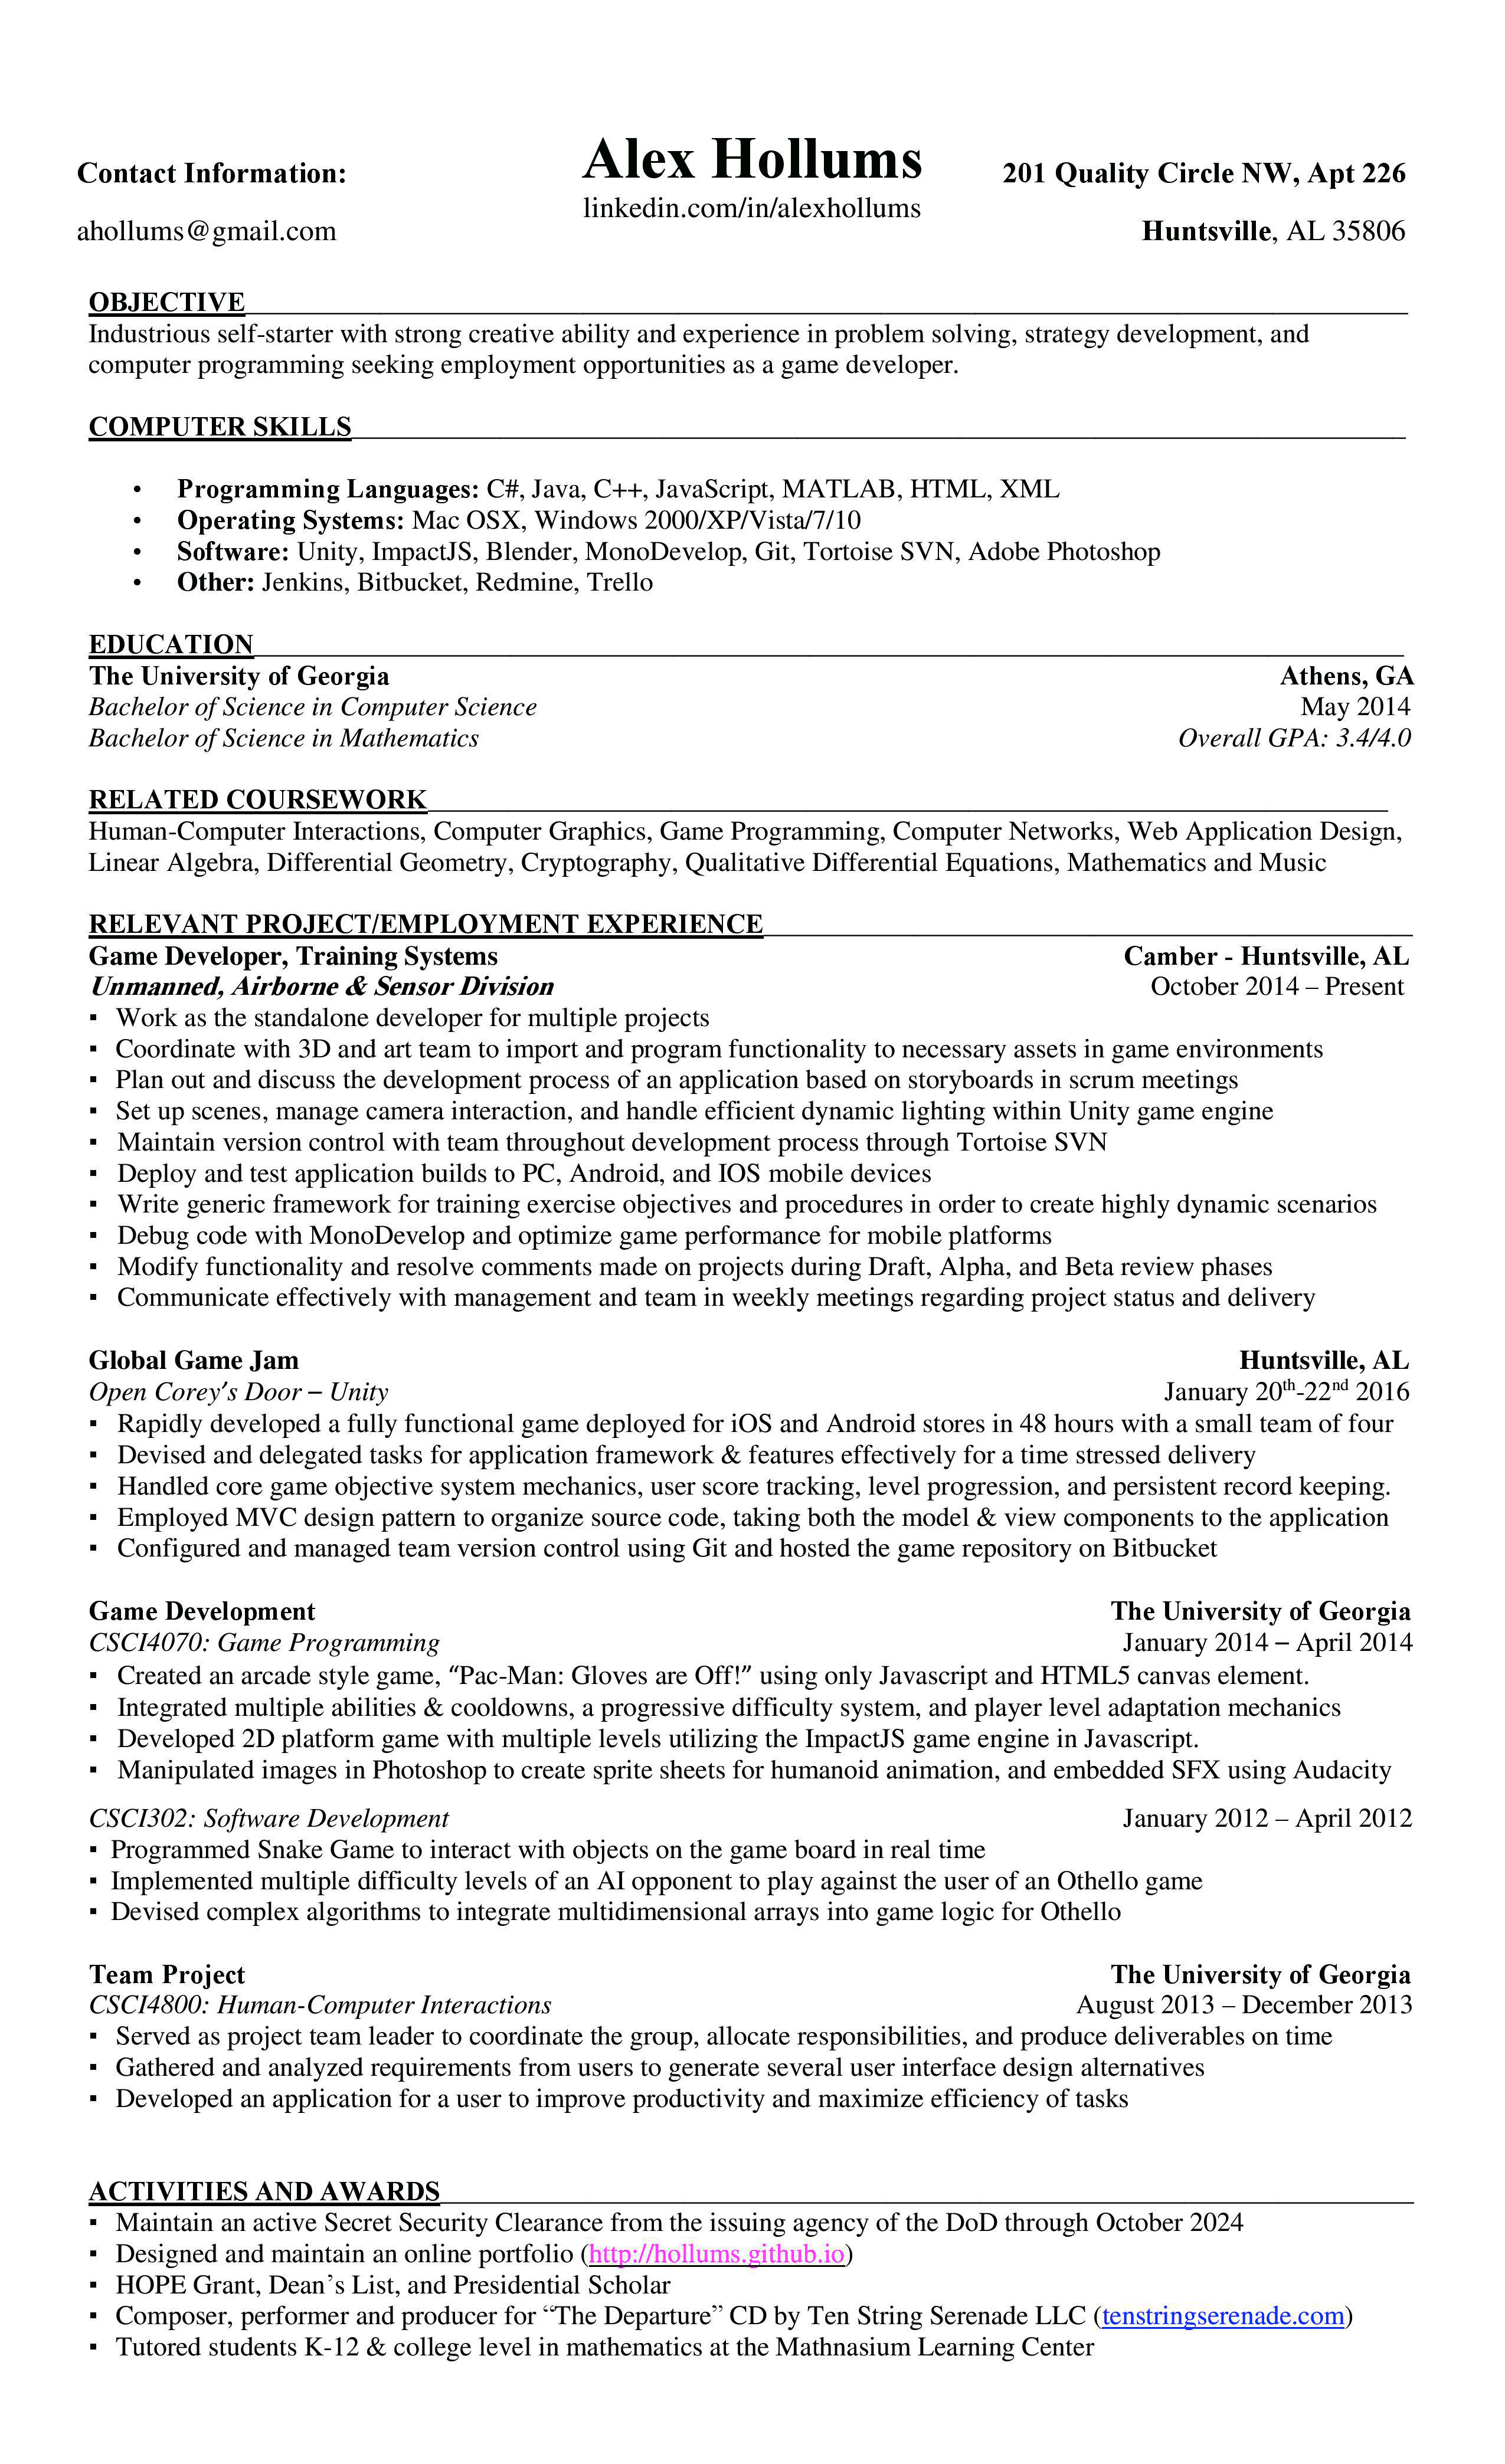 Alex Hollums
Contact Information: 201 Quality Circle NW, Apt 226
linkedin.com/in/alexhollums
ahollums@gmail.com Huntsville, AL 35806
OBJECTIVE
Industrious self-starter with strong creative ability and experience in problem solving, strategy development, and
computer programming seeking employment opportunities as a game developer.
COMPUTER SKILLS
• Programming Languages: C#, Java, C++, JavaScript, MATLAB, HTML, XML
• Operating Systems: Mac OSX, Windows 2000/XP/Vista/7/10
• Software: Unity, ImpactJS, Blender, MonoDevelop, Git, Tortoise SVN, Adobe Photoshop
• Other: Jenkins, Bitbucket, Redmine, Trello
EDUCATION
The University of Georgia Athens, GA
Bachelor of Science in Computer Science May 2014
Bachelor of Science in Mathematics Overall GPA: 3.4/4.0
RELATED COURSEWORK
Human-Computer Interactions, Computer Graphics, Game Programming, Computer Networks, Web Application Design,
Linear Algebra, Differential Geometry, Cryptography, Qualitative Differential Equations, Mathematics and Music
RELEVANT PROJECT/EMPLOYMENT EXPERIENCE
Game Developer, Training Systems Camber - Huntsville, AL
Unmanned, Airborne & Sensor Division October 2014 – Present
▪ Work as the standalone developer for multiple projects
▪ Coordinate with 3D and art team to import and program functionality to necessary assets in game environments
▪ Plan out and discuss the development process of an application based on storyboards in scrum meetings
▪ Set up scenes, manage camera interaction, and handle efficient dynamic lighting within Unity game engine
▪ Maintain version control with team throughout development process through Tortoise SVN
▪ Deploy and test application builds to PC, Android, and IOS mobile devices
▪ Write generic framework for training exercise objectives and procedures in order to create highly dynamic scenarios
▪ Debug code with MonoDevelop and optimize game performance for mobile platforms
▪ Modify functionality and resolve comments made on projects during Draft, Alpha, and Beta review phases
▪ Communicate effectively with management and team in weekly meetings regarding project status and delivery
Global Game Jam Huntsville, AL
Open Corey's Door – Unity January 20th-22nd 2016
▪ Rapidly developed a fully functional game deployed for iOS and Android stores in 48 hours with a small team of four
▪ Devised and delegated tasks for application framework & features effectively for a time stressed delivery
▪ Handled core game objective system mechanics, user score tracking, level progression, and persistent record keeping.
▪ Employed MVC design pattern to organize source code, taking both the model & view components to the application
▪ Configured and managed team version control using Git and hosted the game repository on Bitbucket
Game Development The University of Georgia
CSCI4070: Game Programming January 2014 – April 2014
▪ Created an arcade style game, “Pac-Man: Gloves are Off!” using only Javascript and HTML5 canvas element.
▪ Integrated multiple abilities & cooldowns, a progressive difficulty system, and player level adaptation mechanics
▪ Developed 2D platform game with multiple levels utilizing the ImpactJS game engine in Javascript.
▪ Manipulated images in Photoshop to create sprite sheets for humanoid animation, and embedded SFX using Audacity
CSCI302: Software Development January 2012 – April 2012
▪ Programmed Snake Game to interact with objects on the game board in real time
▪ Implemented multiple difficulty levels of an AI opponent to play against the user of an Othello game
▪ Devised complex algorithms to integrate multidimensional arrays into game logic for Othello
Team Project The University of Georgia
CSCI4800: Human-Computer Interactions August 2013 – December 2013
▪ Served as project team leader to coordinate the group, allocate responsibilities, and produce deliverables on time
▪ Gathered and analyzed requirements from users to generate several user interface design alternatives
▪ Developed an application for a user to improve productivity and maximize efficiency of tasks
ACTIVITIES AND AWARDS
▪ Maintain an active Secret Security Clearance from the issuing agency of the DoD through October 2024
▪ Designed and maintain an online portfolio (http://hollums.github.io)
▪ HOPE Grant, Dean’s List, and Presidential Scholar
▪ Composer, performer and producer for “The Departure” CD by Ten String Serenade LLC (tenstringserenade.com)
▪ Tutored students K-12 & college level in mathematics at the Mathnasium Learning Center